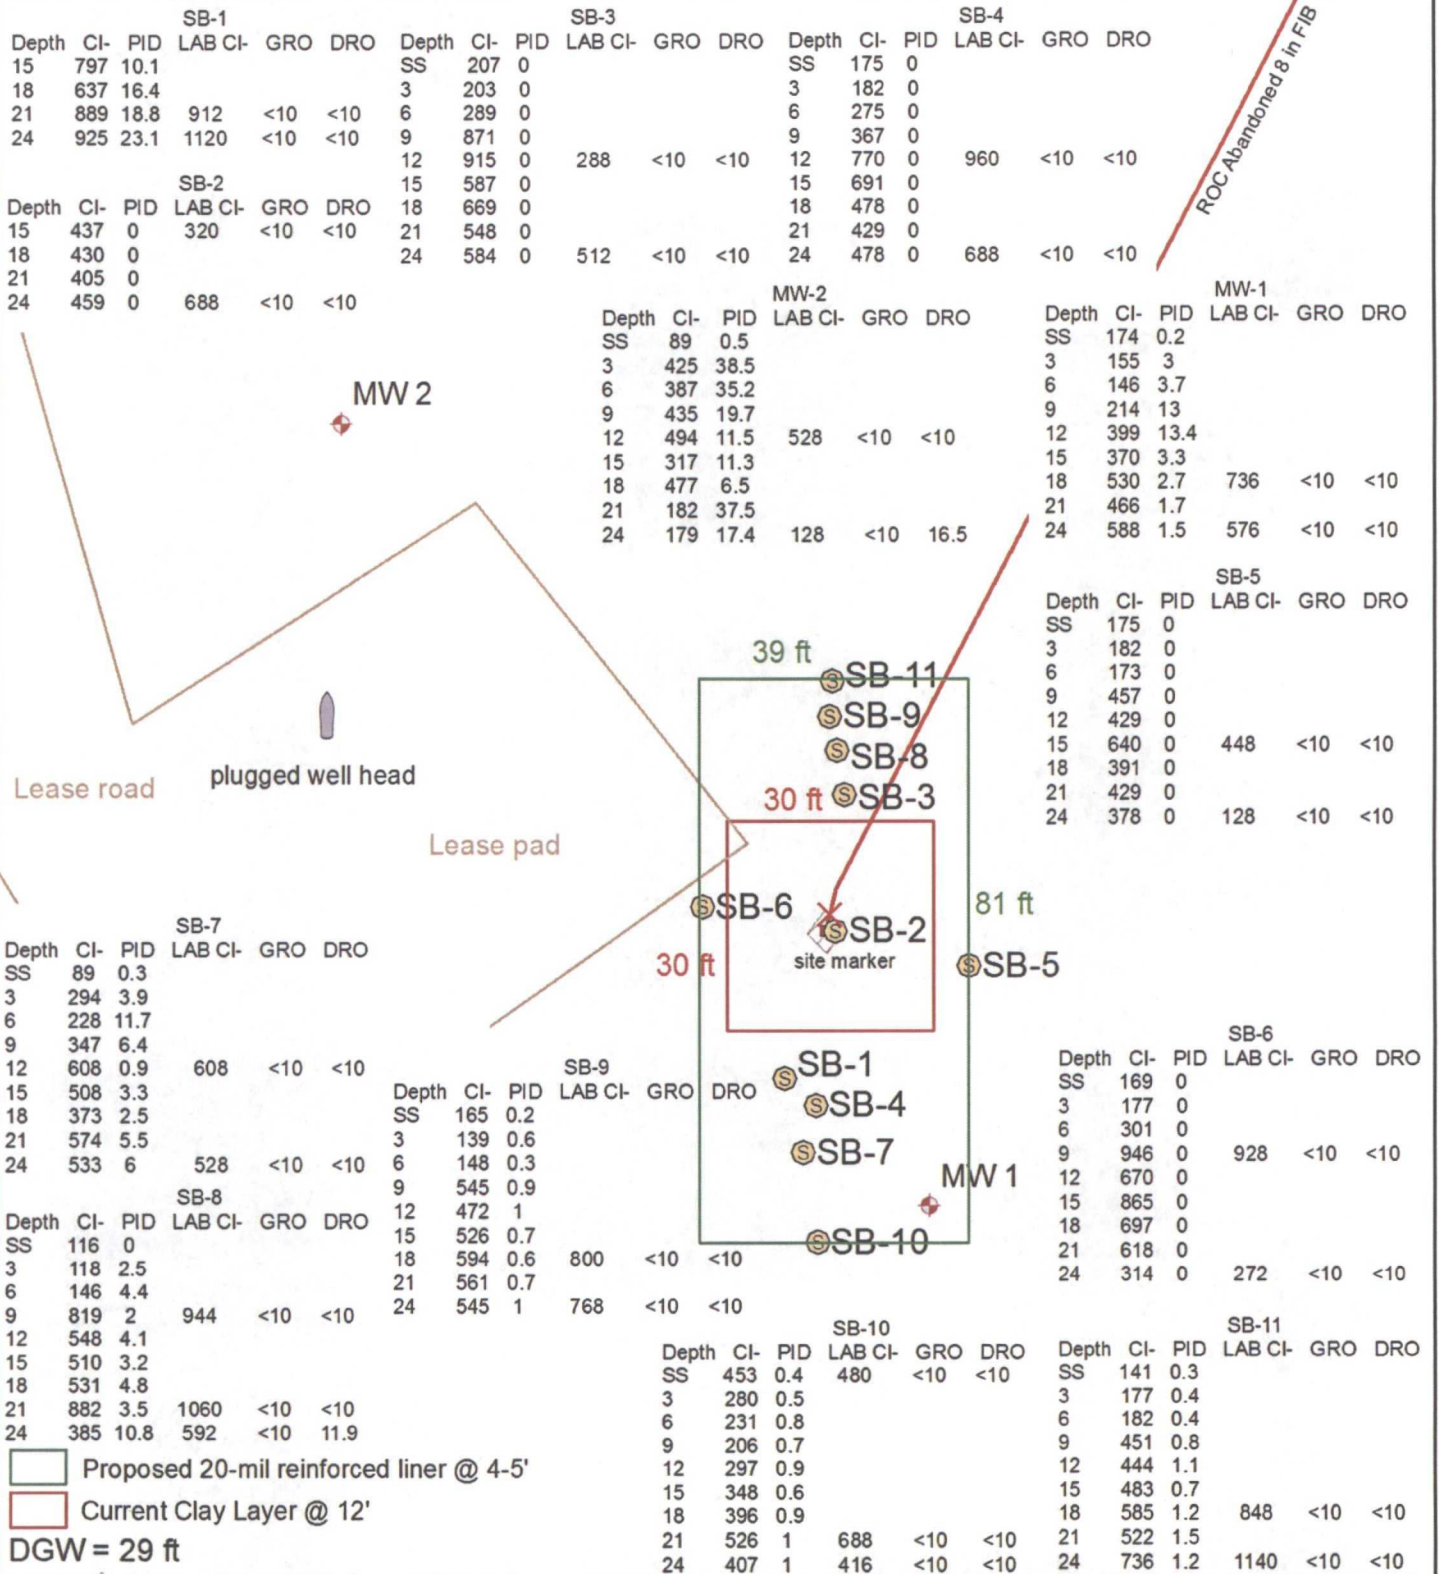 SB-1
Depth Cl- PID LAB Cl- GRO DRO
15 797 10.1
18 637 16.4
21 889 18.8 912 <10 <10
24 925 23.1 1120 <10 <10
SB-2
Depth Cl- PID LAB Cl- GRO DRO
15 437 0 320 <10 <10
18 430 0
21 405 0
24 459 0 688 <10 <10
SB-3
Depth Cl- PID LAB Cl- GRO DRO
SS 207 0
3 203 0
6 289 0
9 871 0
12 915 0 288 <10 <10
15 587 0
18 669 0
21 548 0
24 584 0 512 <10 <10
SB-4
Depth Cl- PID LAB Cl- GRO DRO
SS 175 0
3 182 0
6 275 0
9 367 0
12 770 0 960 <10 <10
15 691 0
18 478 0
21 429 0
24 478 0 688 <10 <10
ROC Abandoned 8 in FIB
MW-2
Depth Cl- PID LAB Cl- GRO DRO
SS 89 0.5
3 425 38.5
6 387 35.2
9 435 19.7
12 494 11.5 528 <10 <10
15 317 11.3
18 477 6.5
21 182 37.5
24 179 17.4 128 <10 16.5
MW-1
Depth Cl- PID LAB Cl- GRO DRO
SS 174 0.2
3 155 3
6 146 3.7
9 214 13
12 399 13.4
15 370 3.3
18 530 2.7 736 <10 <10
21 466 1.7
24 588 1.5 576 <10 <10
SB-5
Depth Cl- PID LAB Cl- GRO DRO
SS 175 0
3 182 0
6 173 0
9 457 0
12 429 0
15 640 0 448 <10 <10
18 391 0
21 429 0
24 378 0 128 <10 <10
MW 2
39 ft
SB-11
SB-9
SB-8
30 ft
SB-3
plugged well head
Lease road
Lease pad
SB-6
81 ft
SB-2
30 ft
site marker
SB-5
SB-1
SB-4
SB-7
MW 1
SB-10
SB-7
Depth Cl- PID LAB Cl- GRO DRO
SS 89 0.3
3 294 3.9
6 228 11.7
9 347 6.4
12 608 0.9 608 <10 <10
15 508 3.3
18 373 2.5
21 574 5.5
24 533 6 528 <10 <10
SB-8
Depth Cl- PID LAB Cl- GRO DRO
SS 116 0
3 118 2.5
6 146 4.4
9 819 2 944 <10 <10
12 548 4.1
15 510 3.2
18 531 4.8
21 882 3.5 1060 <10 <10
24 385 10.8 592 <10 11.9
SB-9
Depth Cl- PID LAB Cl- GRO DRO
SS 165 0.2
3 139 0.6
6 148 0.3
9 545 0.9
12 472 1
15 526 0.7
18 594 0.6 800 <10 <10
21 561 0.7
24 545 1 768 <10 <10
SB-6
Depth Cl- PID LAB Cl- GRO DRO
SS 169 0
3 177 0
6 301 0
9 946 0 928 <10 <10
12 670 0
15 865 0
18 697 0
21 618 0
24 314 0 272 <10 <10
SB-10
Depth Cl- PID LAB Cl- GRO DRO
SS 453 0.4 480 <10 <10
3 280 0.5
6 231 0.8
9 206 0.7
12 297 0.9
15 348 0.6
18 396 0.9
21 526 1 688 <10 <10
24 407 1 416 <10 <10
SB-11
Depth Cl- PID LAB Cl- GRO DRO
SS 141 0.3
3 177 0.4
6 182 0.4
9 451 0.8
12 444 1.1
15 483 0.7
18 585 1.2 848 <10 <10
21 522 1.5
24 736 1.2 1140 <10 <10
Proposed 20-mil reinforced liner @ 4-5'
Current Clay Layer @ 12'
DGW = 29 ft